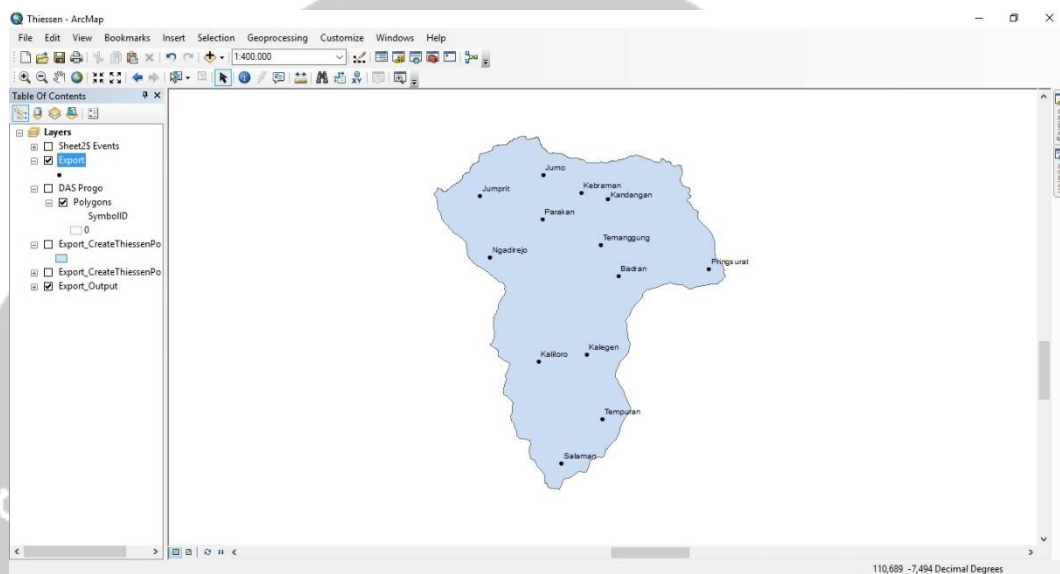 Thiessen - ArcMap
File Edit View Bookmarks Insert Selection Geoprocessing Customize Windows Help
1:400.000
Table Of Contents
Layers
Sheet2$ Events
Export
DAS Progo
Polygons
SymbolID
0
Export_CreateThiessenPo
Export_CreateThiessenPo
Export_Output
Jumo
Jumprit
Kebraman
Kandangan
Parakan
Temanggung
Ngadirejo
Pringsurat
Badran
Kalegen
Kaliloro
Tempuran
Salaman
110,689 -7,494 Decimal Degrees